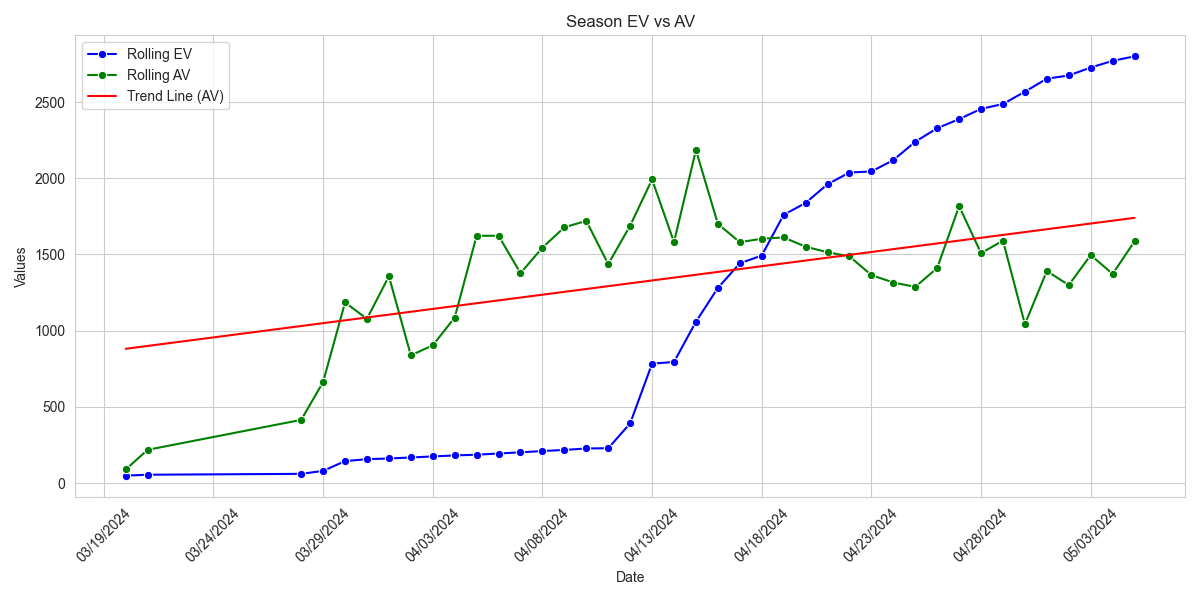 Season EV vs AV
Rolling EV
Rolling AV
Trend Line (AV)
Values
2500
2000
1500
1000
500
0
03/19/2024
03/24/2024
03/29/2024
04/03/2024
04/08/2024
04/13/2024
04/18/2024
04/23/2024
04/28/2024
05/03/2024
Date